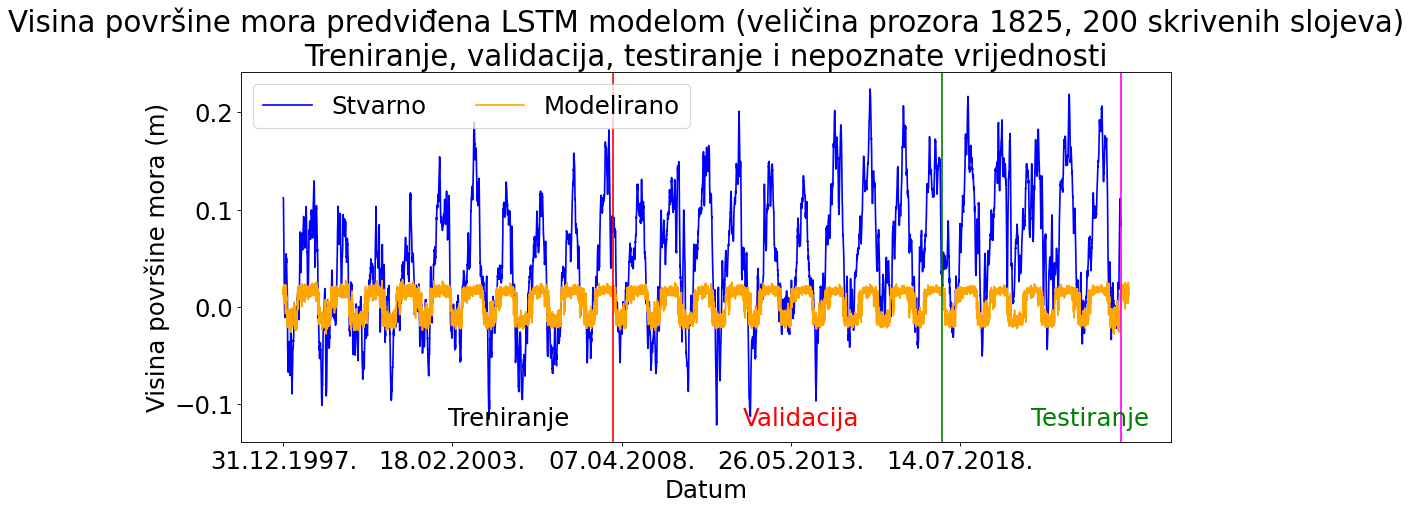 Visina površine mora predviđena LSTM modelom (veličina prozora 1825, 200 skrivenih slojeva)
Treniranje, validacija, testiranje i nepoznate vrijednosti
Stvarno Modelirano
Visina površine mora (m)
0.2
0.1
0.0
−0.1
Treniranje Validacija Testiranje
31.12.1997. 18.02.2003. 07.04.2008. 26.05.2013. 14.07.2018.
Datum